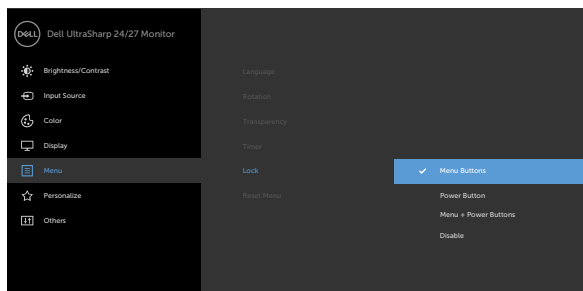 DELL
Dell UltraSharp 24/27 Monitor
Brightness/Contrast
Input Source
Color
Display
Menu
Personalize
Others
Language
Rotation
Transparency
Timer
Lock
Reset Menu
Menu Buttons
Power Button
Menu + Power Buttons
Disable